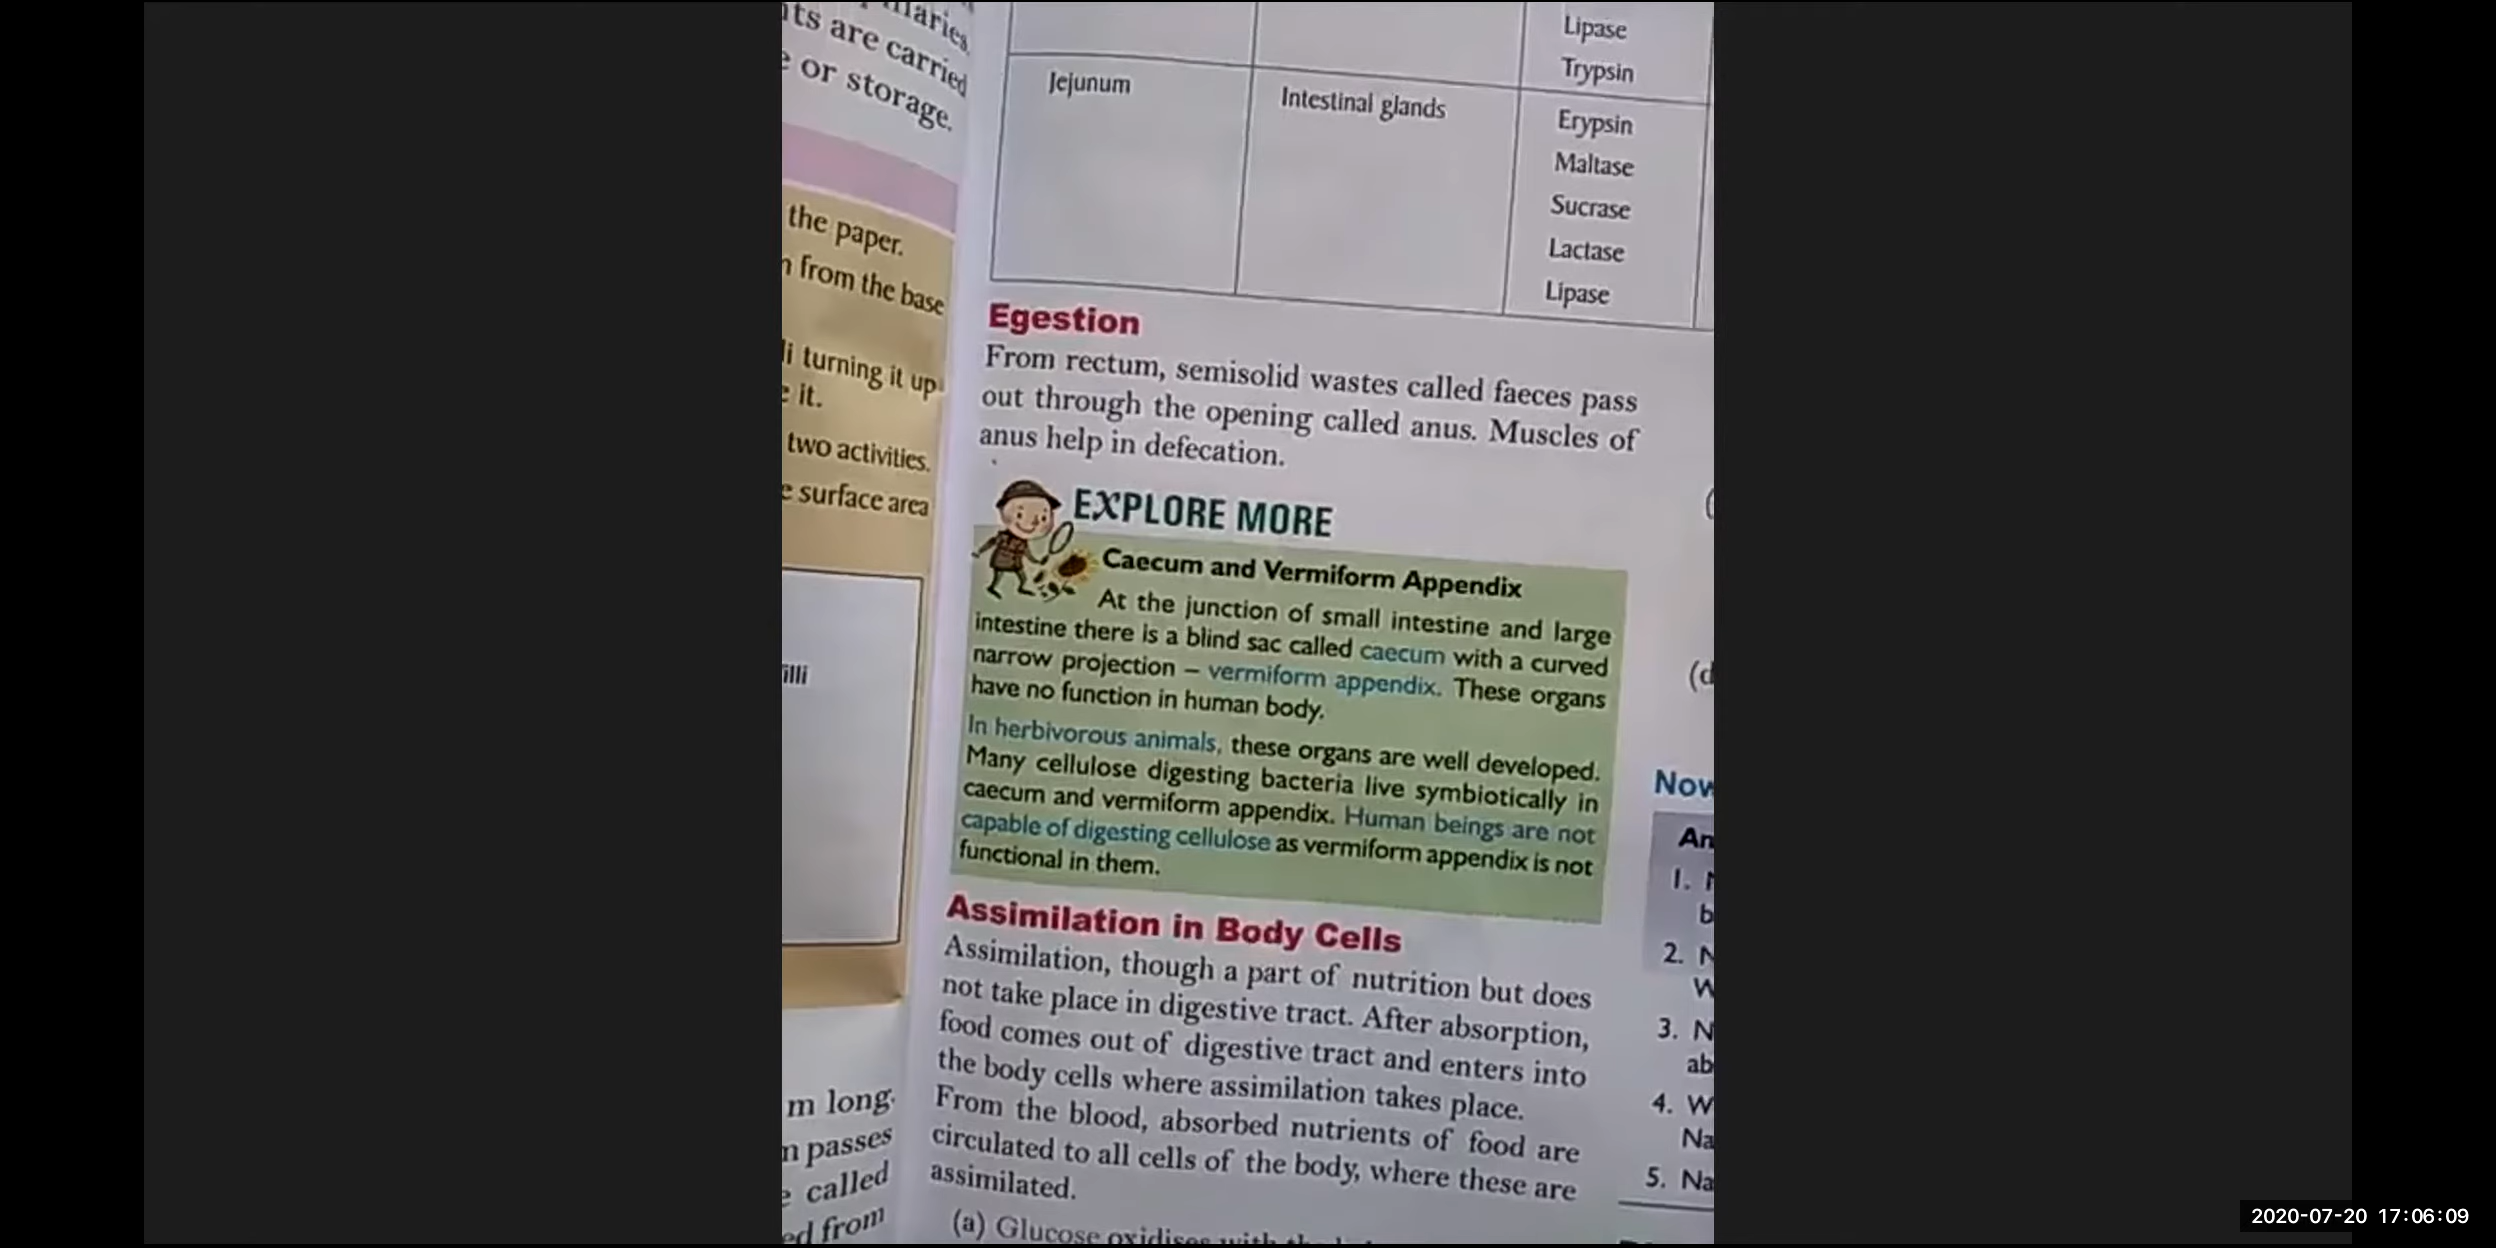 nts are carried
or storage.
the paper.
from the base
turning it up
it.
two activities.
surface area
m long.
passes
called
from
Lipase
Trypsin
Jejunum
Intestinal glands
Erypsin
Maltase
Sucrase
Lactase
Lipase
Egestion
From rectum, semisolid wastes called faeces pass
out through the opening called anus. Muscles of
anus help in defecation.
EXPLORE MORE
Caecum and Vermiform Appendix
At the junction of small intestine and large
intestine there is a blind sac called caecum with a curved
narrow projection – vermiform appendix. These organs
have no function in human body.
In herbivorous animals, these organs are well developed.
Many cellulose digesting bacteria live symbiotically in
caecum and vermiform appendix. Human beings are not
capable of digesting cellulose as vermiform appendix is not
functional in them.
Assimilation in Body Cells
Assimilation, though a part of nutrition but does
not take place in digestive tract. After absorption,
food comes out of digestive tract and enters into
the body cells where assimilation takes place.
From the blood, absorbed nutrients of food are
circulated to all cells of the body, where these are
assimilated.
(a) Glucose oxidises with
(d
Now
An
1.
b
2. N
W
3. N
ab
4. W
Na
5. Na
2020-07-20 17:06:09